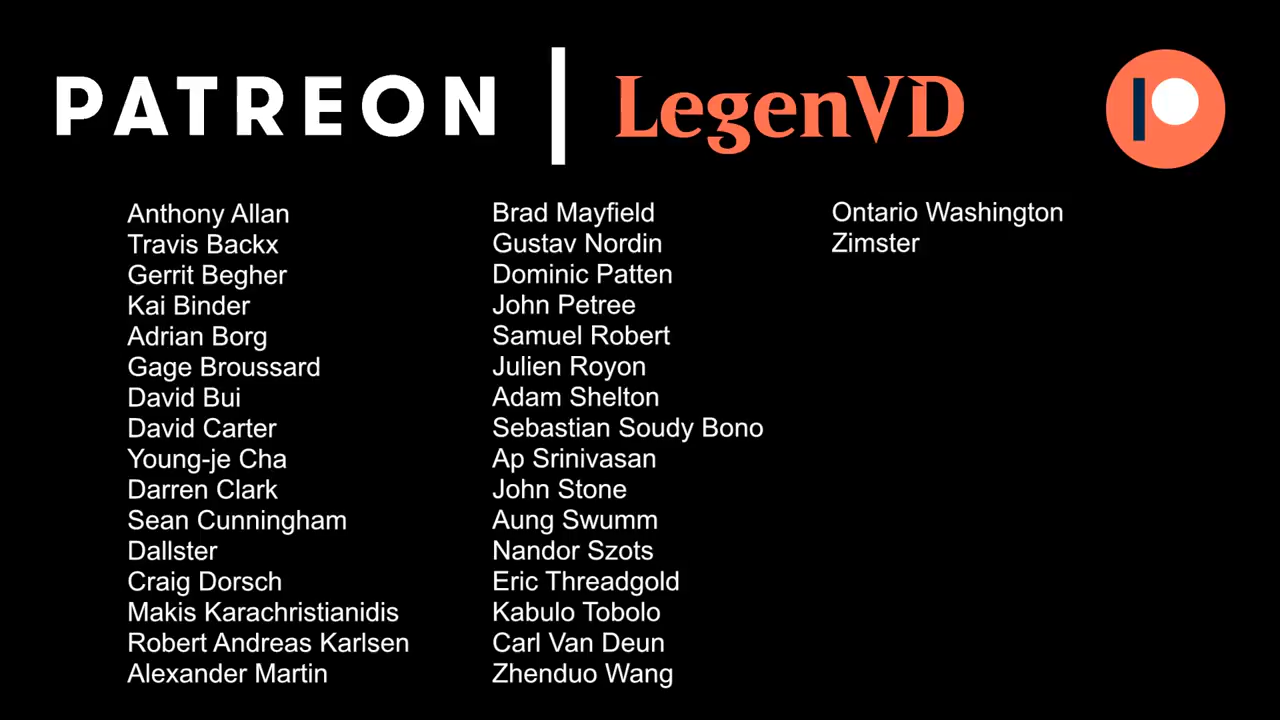 PATREON | LegenVD
Anthony Allan
Travis Backx
Gerrit Begher
Kai Binder
Adrian Borg
Gage Broussard
David Bui
David Carter
Young-je Cha
Darren Clark
Sean Cunningham
Dallster
Craig Dorsch
Makis Karachristianidis
Robert Andreas Karlsen
Alexander Martin
Brad Mayfield
Gustav Nordin
Dominic Patten
John Petree
Samuel Robert
Julien Royon
Adam Shelton
Sebastian Soudy Bono
Ap Srinivasan
John Stone
Aung Swumm
Nandor Szots
Eric Threadgold
Kabulo Tobolo
Carl Van Deun
Zhenduo Wang
Ontario Washington
Zimster